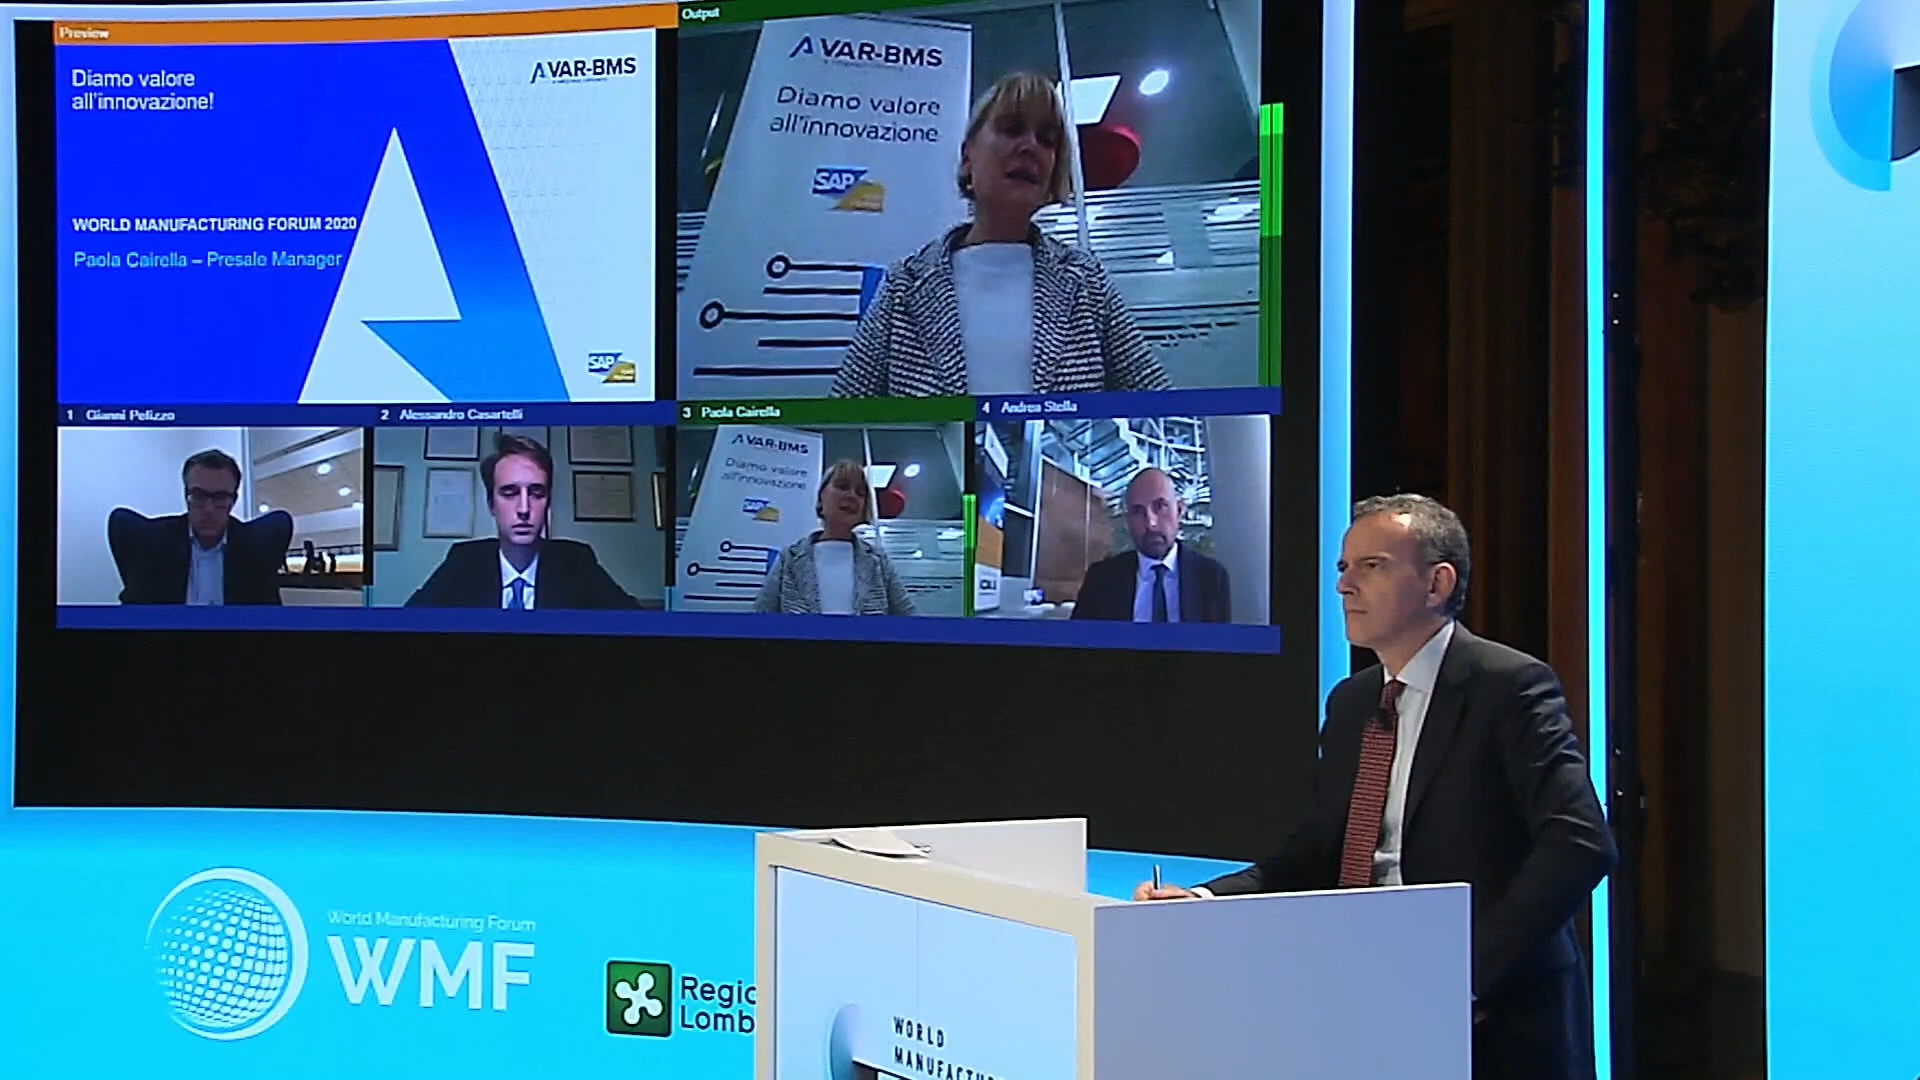 Preview
Output
Diamo valore
all'innovazione!
VAR-BMS
WORLD MANUFACTURING FORUM 2020
Paola Cairella – Presale Manager
SAP
VAR-BMS
Diamo valore
all'innovazione
SAP
1 Gianni Pelizzo
2 Alessandro Casartelli
3 Paola Cairella
4 Andrea Stella
VAR-BMS
Diamo valore
all'innovazione
SAP
World Manufacturing Forum
WMF
Regio
Lomb
WORLD
MANUFACTU